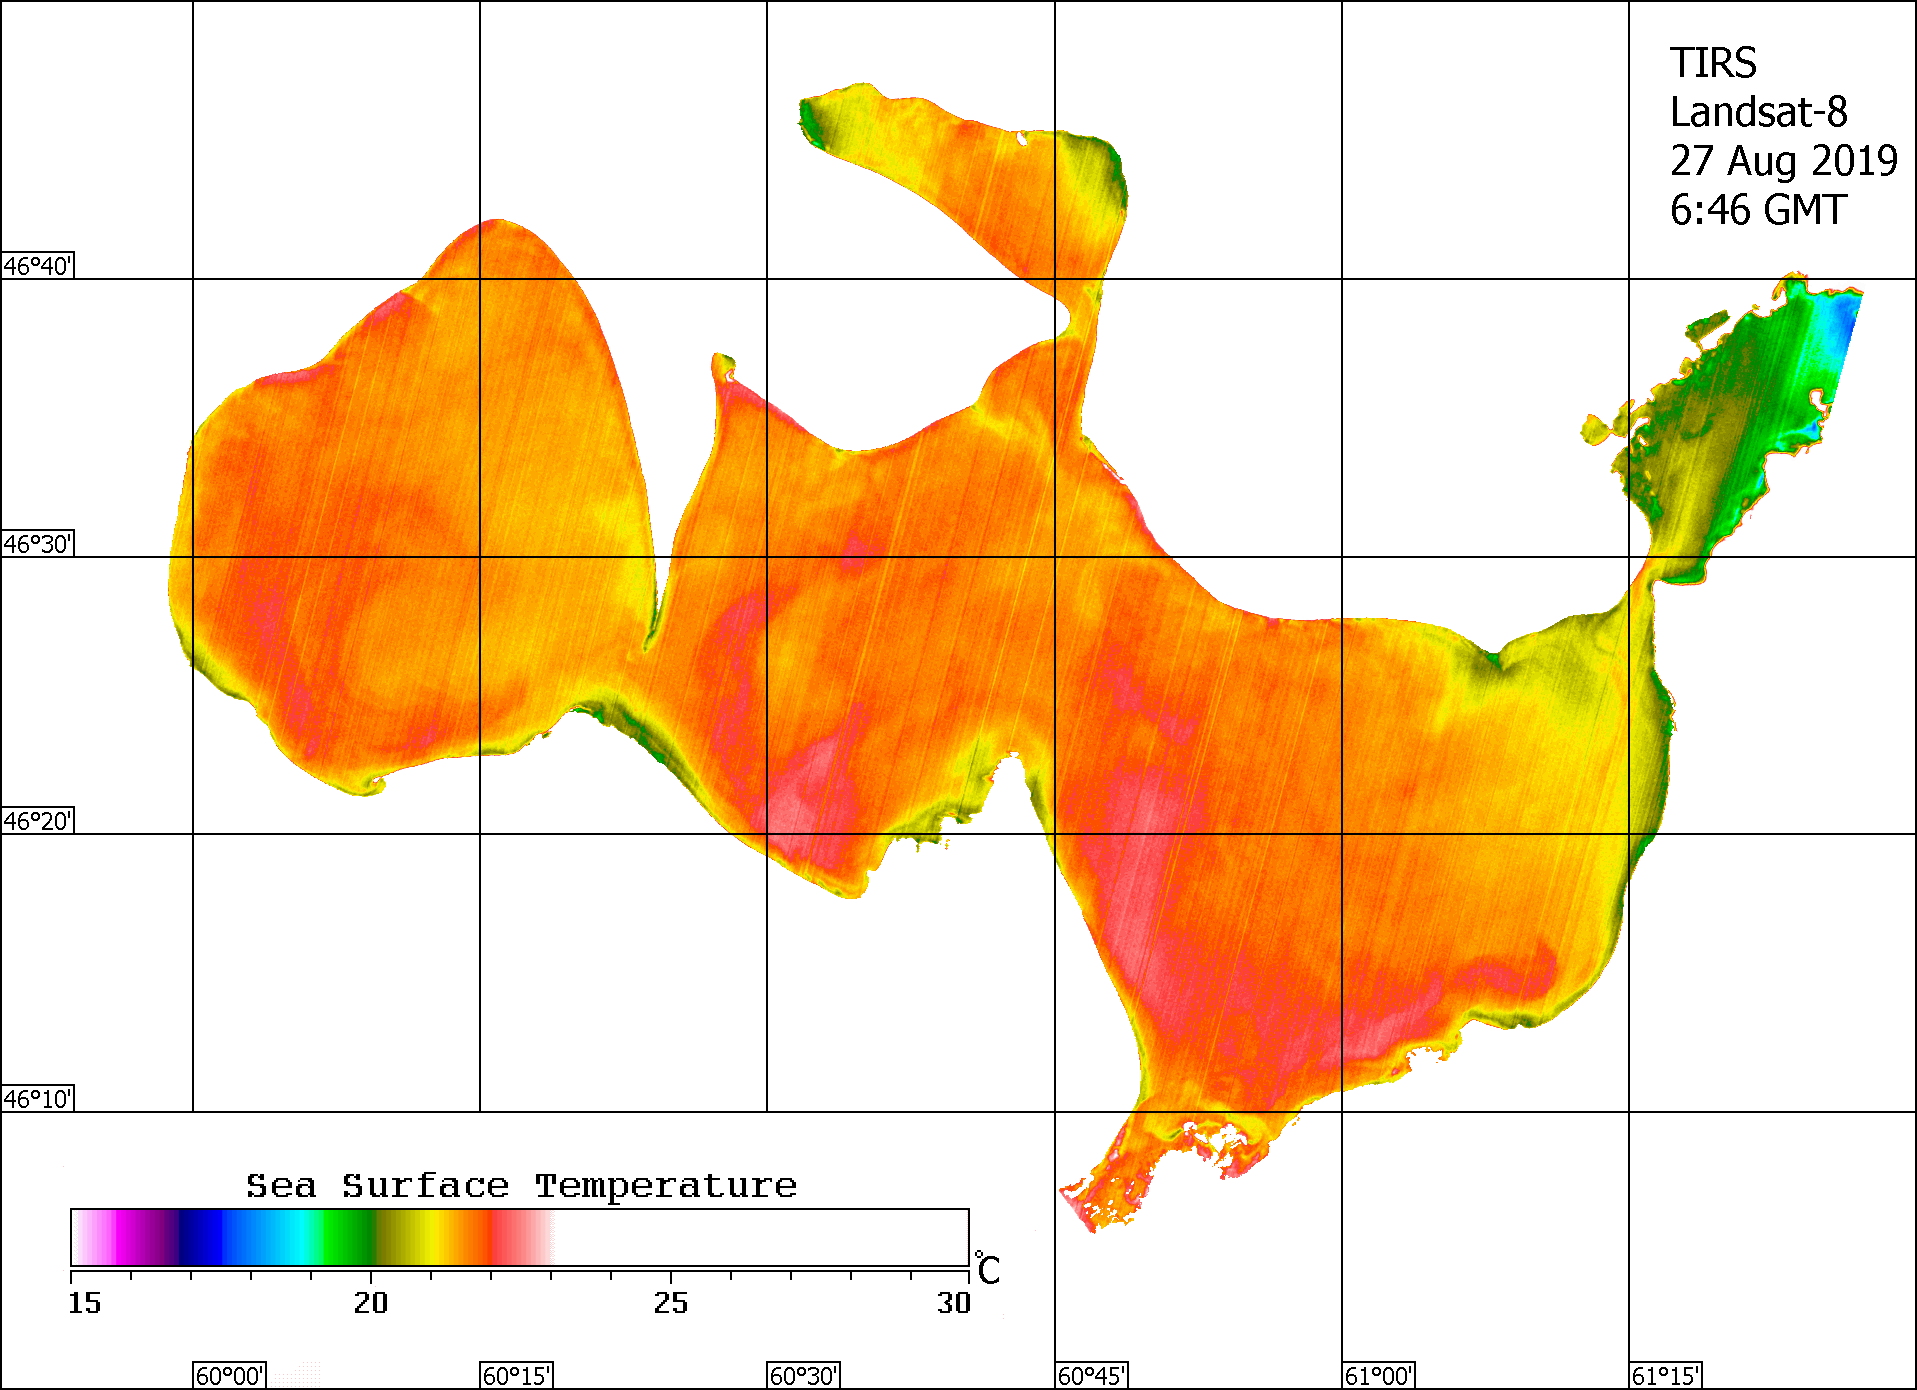 TIRS
Landsat-8
27 Aug 2019
6:46 GMT
46°40'
46°30'
46°20'
46°10'
Sea Surface Temperature
°C
15 20 25 30
60°00' 60°15' 60°30' 60°45' 61°00' 61°15'